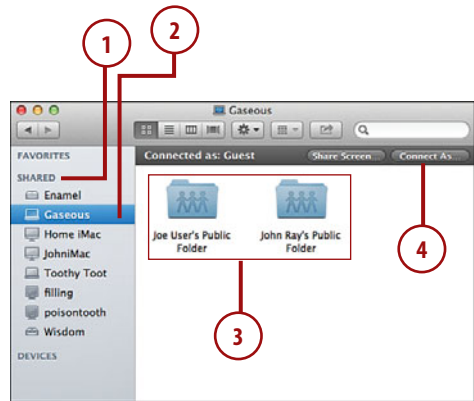 1
2
Gaseous
FAVORITES
Connected as: Guest
Share Screen...
Connect As...
SHARED
Enamel
Gaseous
Home iMac
JohniMac
Toothy Toot
filling
poisontooth
Wisdom
DEVICES
Joe User's Public
Folder
John Ray's Public
Folder
3
4